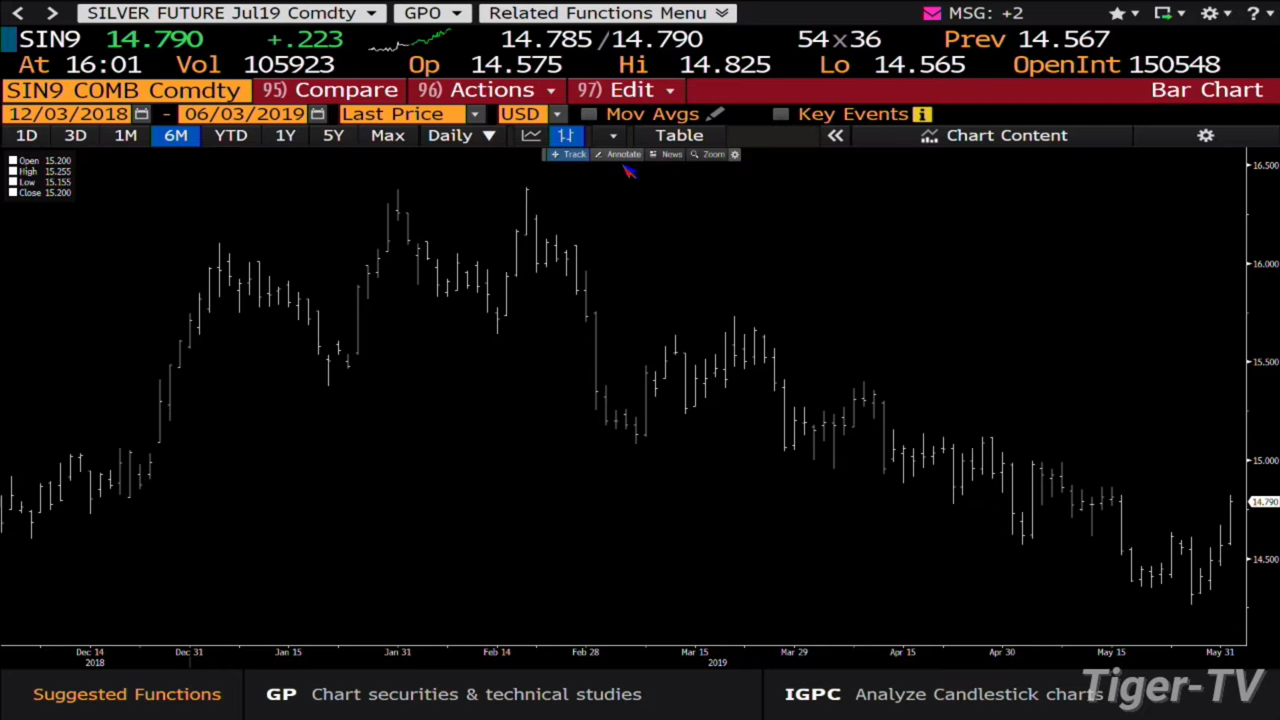 SILVER FUTURE Jul19 Comdty GPO Related Functions Menu MSG: +2 ?
SIN9 14.790 +.223 14.785/14.790 54x36 Prev 14.567
At 16:01 Vol 105923 Op 14.575 Hi 14.825 Lo 14.565 OpenInt 150548
SIN9 COMB Comdty 95) Compare 96) Actions 97) Edit Bar Chart
12/03/2018 - 06/03/2019 Last Price USD Mov Avgs Key Events i
1D 3D 1M 6M YTD 1Y 5Y Max Daily Table Chart Content
Track Annotate News Zoom
Open 15.200
High 15.255
Low 15.155
Close 15.200
16.500
16.000
15.500
15.000
14.790
14.500
Dec 14 Dec 31 Jan 15 Jan 31 Feb 14 Feb 28 Mar 15 Mar 29 Apr 15 Apr 30 May 15 May 31
2018 2019
Suggested Functions GP Chart securities & technical studies IGPC Analyze Candlestick charts
Tiger-TV